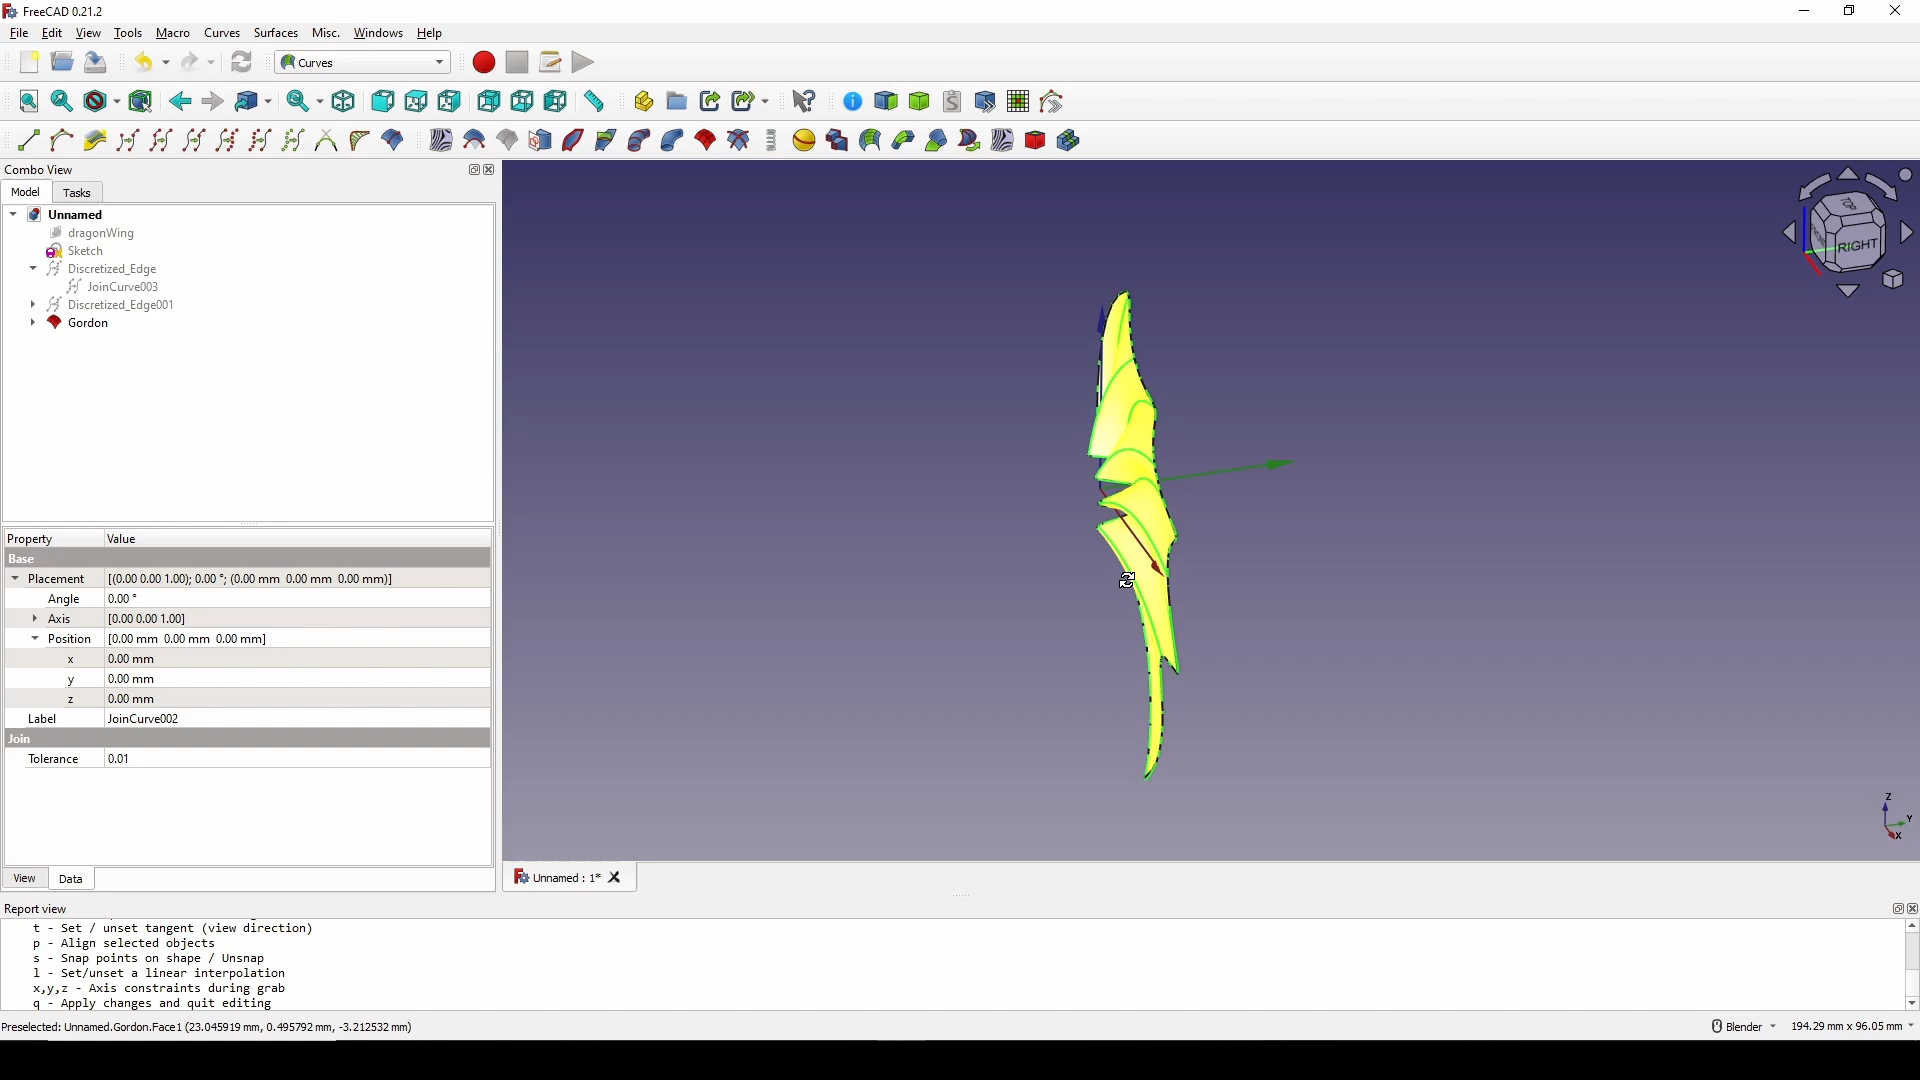 FreeCAD 0.21.2
File Edit View Tools Macro Curves Surfaces Misc. Windows Help
Curves
Combo View
Model Tasks
Unnamed
dragonWing
Sketch
Discretized_Edge
JoinCurve003
Discretized_Edge001
Gordon
TOP
RIGHT
Property Value
Base
Placement [(0.00 0.00 1.00); 0.00 °; (0.00 mm 0.00 mm 0.00 mm)]
Angle 0.00 °
Axis [0.00 0.00 1.00]
Position [0.00 mm 0.00 mm 0.00 mm]
x 0.00 mm
y 0.00 mm
z 0.00 mm
Label JoinCurve002
Join
Tolerance 0.01
Z
Y
X
View Data
Unnamed : 1*
Report view
t - Set / unset tangent (view direction)
p - Align selected objects
s - Snap points on shape / Unsnap
l - Set/unset a linear interpolation
x,y,z - Axis constraints during grab
q - Apply changes and quit editing
Preselected: Unnamed.Gordon.Face1 (23.045919 mm, 0.495792 mm, -3.212532 mm)
Blender 194.29 mm x 96.05 mm